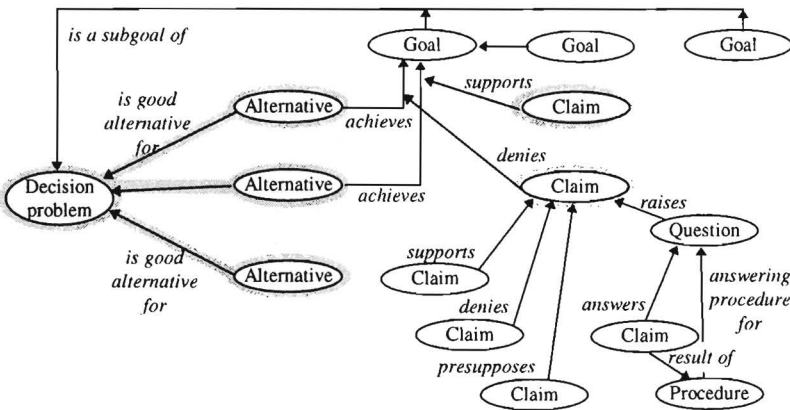 is a subgoal of
Goal
Goal
Goal
supports
is good
alternative
for
Alternative
achieves
Claim
denies
Decision
problem
Alternative
achieves
Claim
raises
Question
supports
is good
alternative
for
Alternative
Claim
answering
procedure
for
denies
answers
Claim
Claim
result of
presupposes
Claim
Procedure